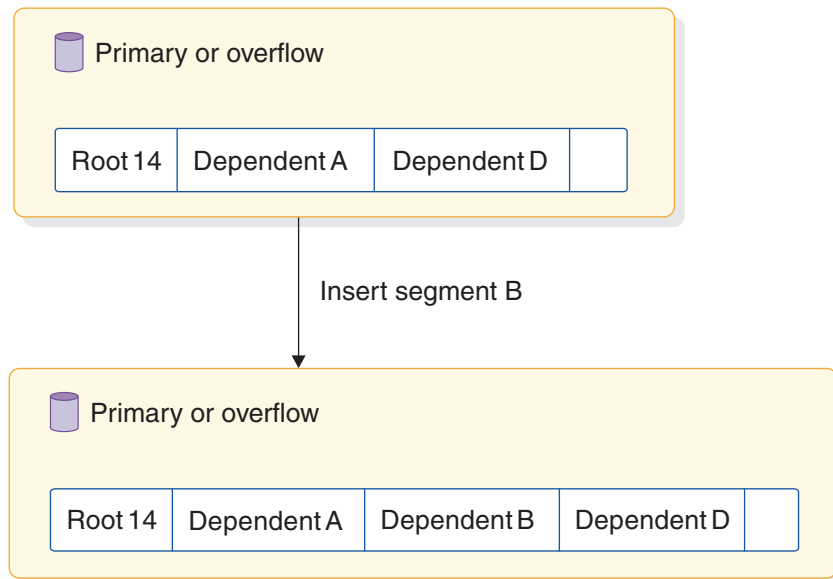 Primary or overflow
Root 14 Dependent A Dependent D
Insert segment B
Primary or overflow
Root 14 Dependent A Dependent B Dependent D